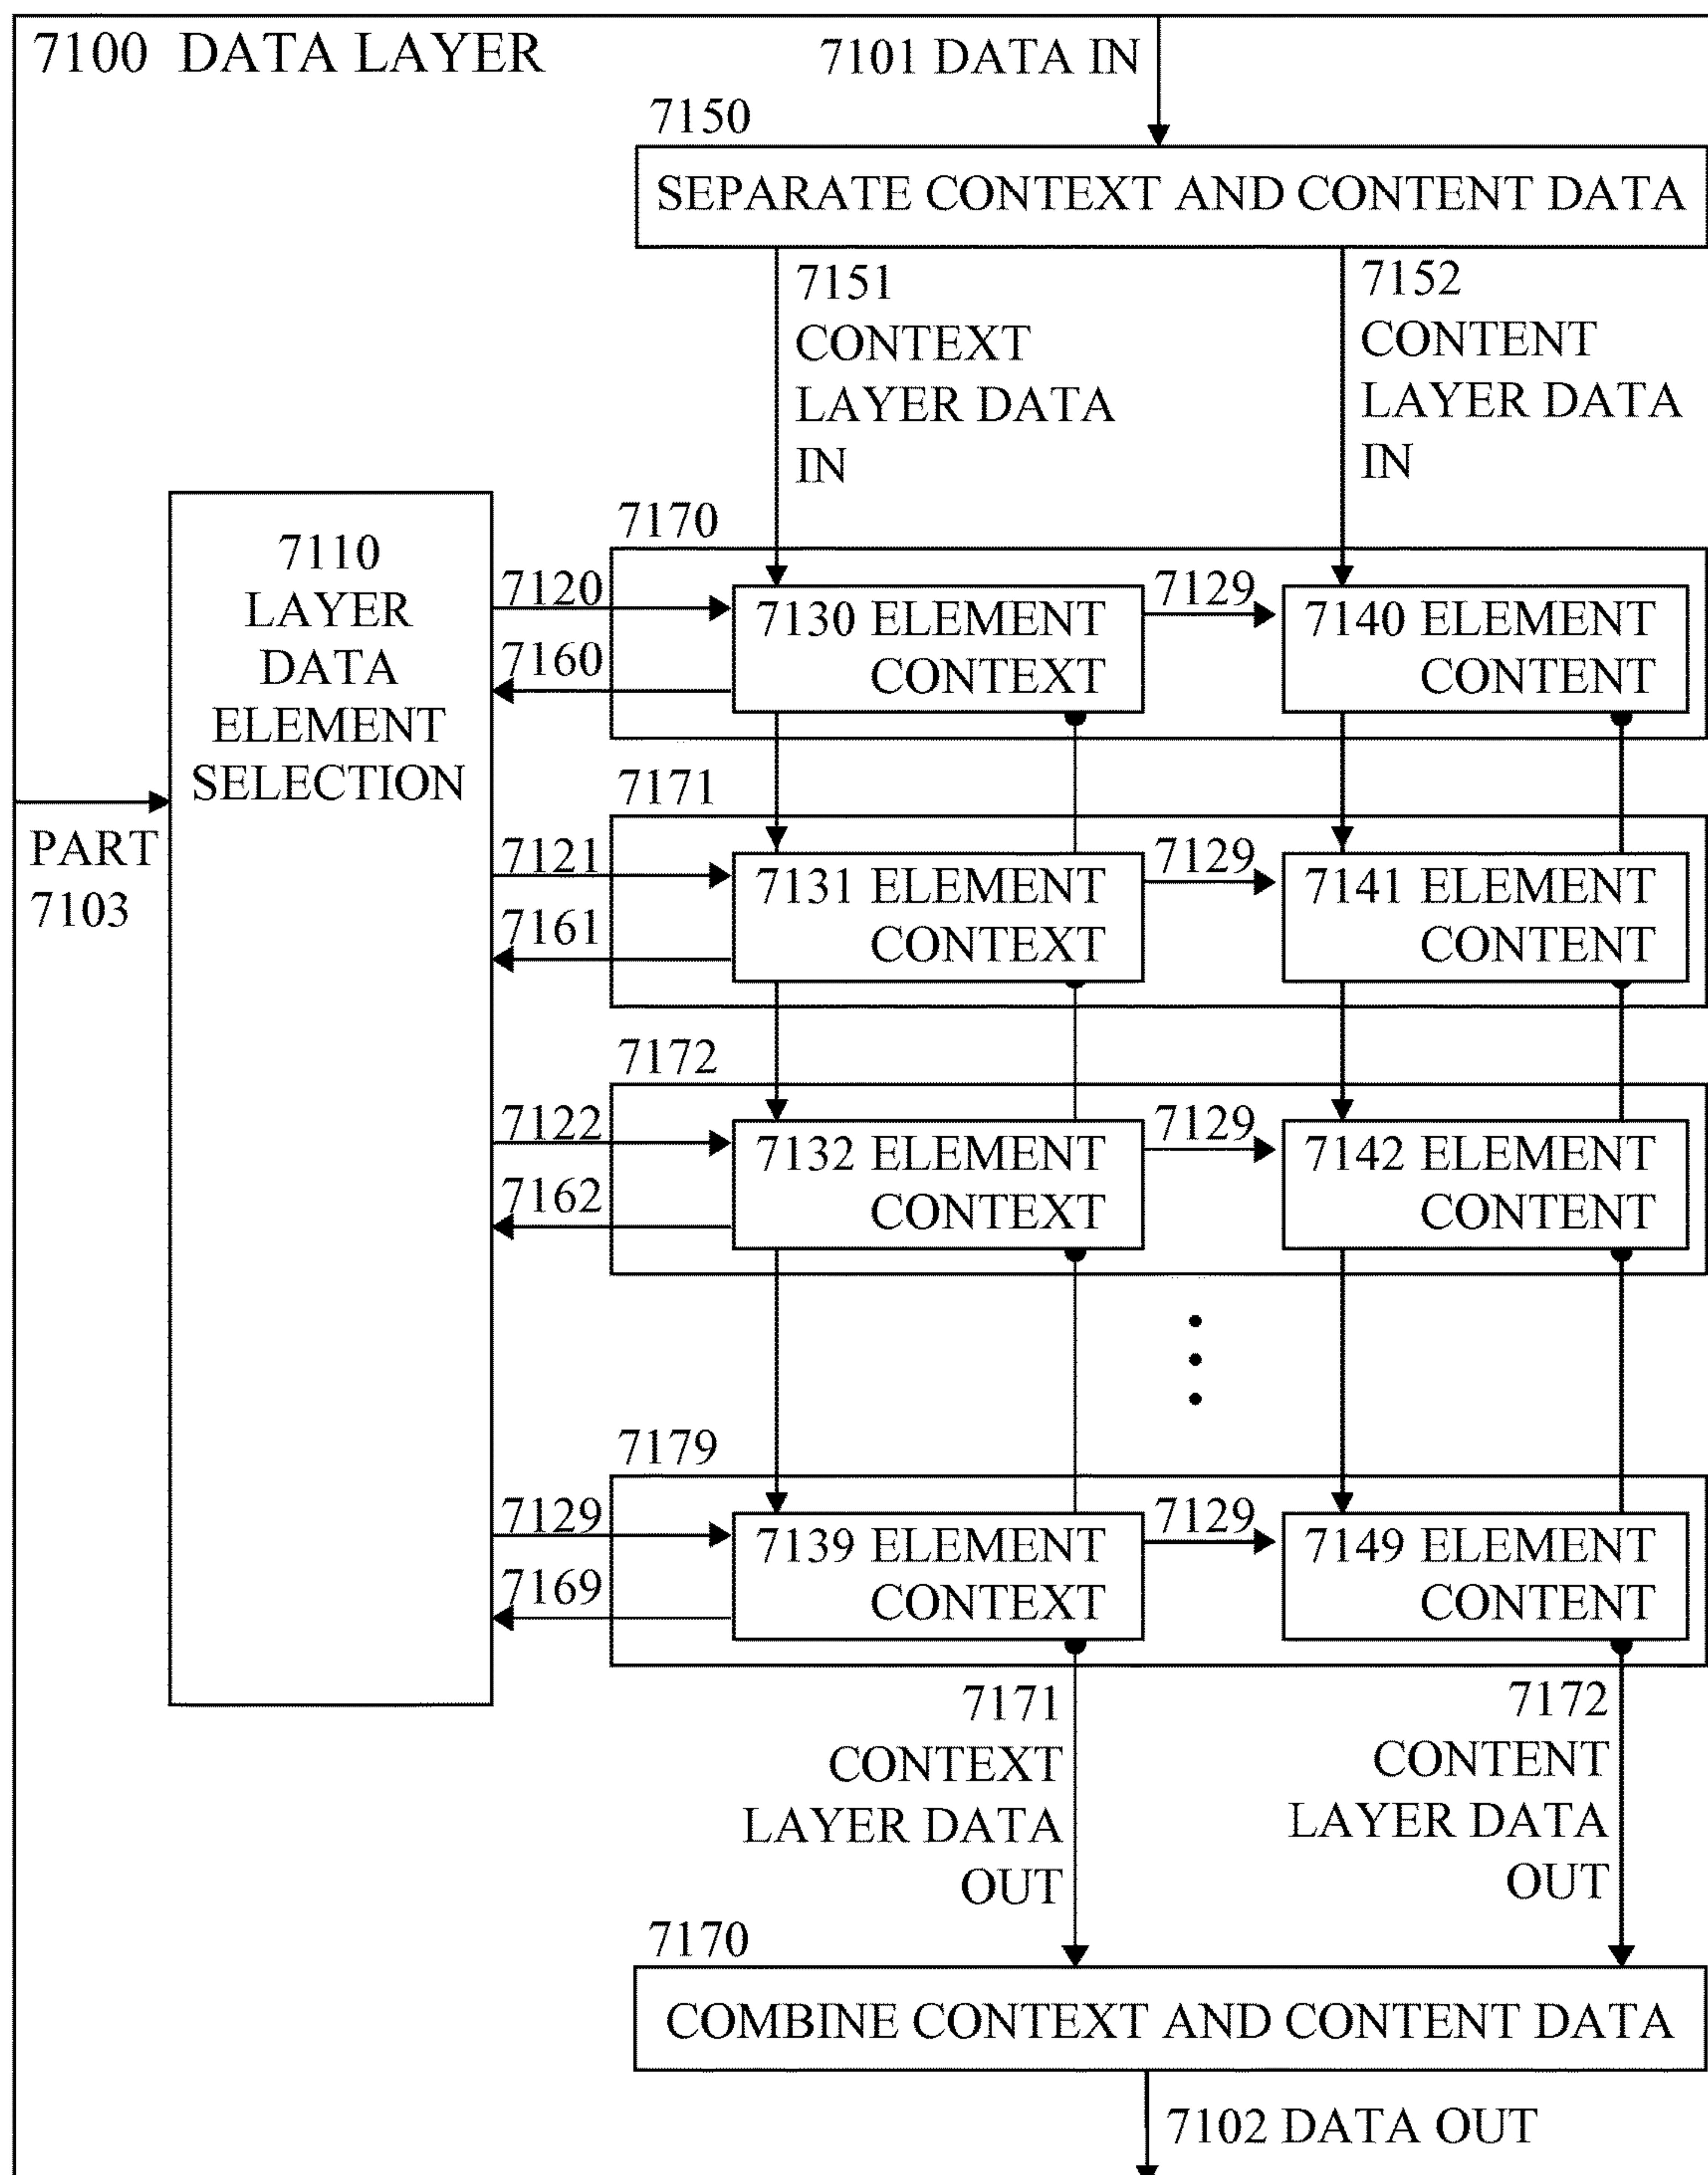 7100 DATA LAYER
7101 DATA IN
7150
SEPARATE CONTEXT AND CONTENT DATA
7151
CONTEXT
LAYER DATA
IN
7152
CONTENT
LAYER DATA
IN
7110
LAYER
DATA
ELEMENT
SELECTION
PART
7103
7170
7120
7160
7130 ELEMENT
CONTEXT
7129
7140 ELEMENT
CONTENT
7171
7121
7161
7131 ELEMENT
CONTEXT
7129
7141 ELEMENT
CONTENT
7172
7122
7162
7132 ELEMENT
CONTEXT
7129
7142 ELEMENT
CONTENT
7179
7129
7169
7139 ELEMENT
CONTEXT
7129
7149 ELEMENT
CONTENT
7171
CONTEXT
LAYER DATA
OUT
7172
CONTENT
LAYER DATA
OUT
7170
COMBINE CONTEXT AND CONTENT DATA
7102 DATA OUT